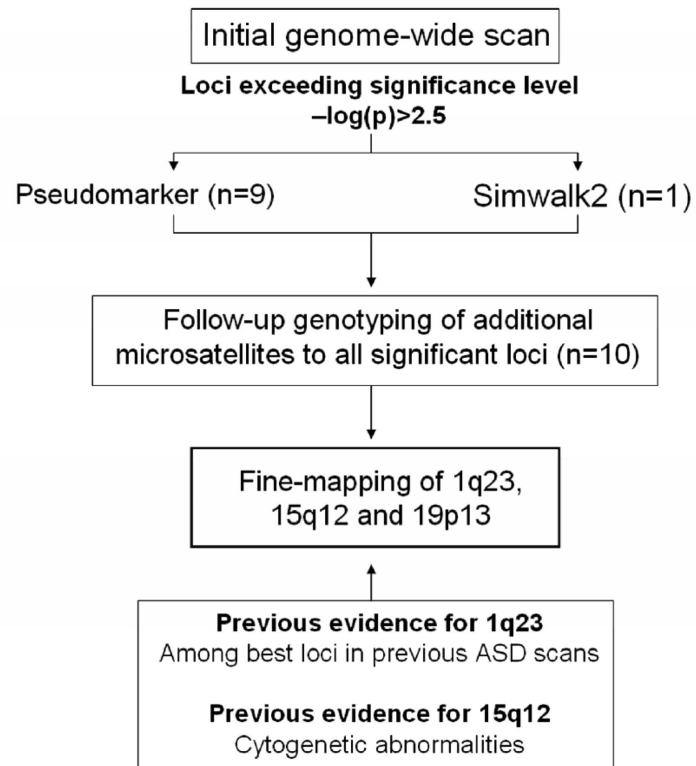 Initial genome-wide scan
Loci exceeding significance level
–log(p)>2.5
Pseudomarker (n=9)
Simwalk2 (n=1)
Follow-up genotyping of additional
microsatellites to all significant loci (n=10)
Fine-mapping of 1q23,
15q12 and 19p13
Previous evidence for 1q23
Among best loci in previous ASD scans
Previous evidence for 15q12
Cytogenetic abnormalities